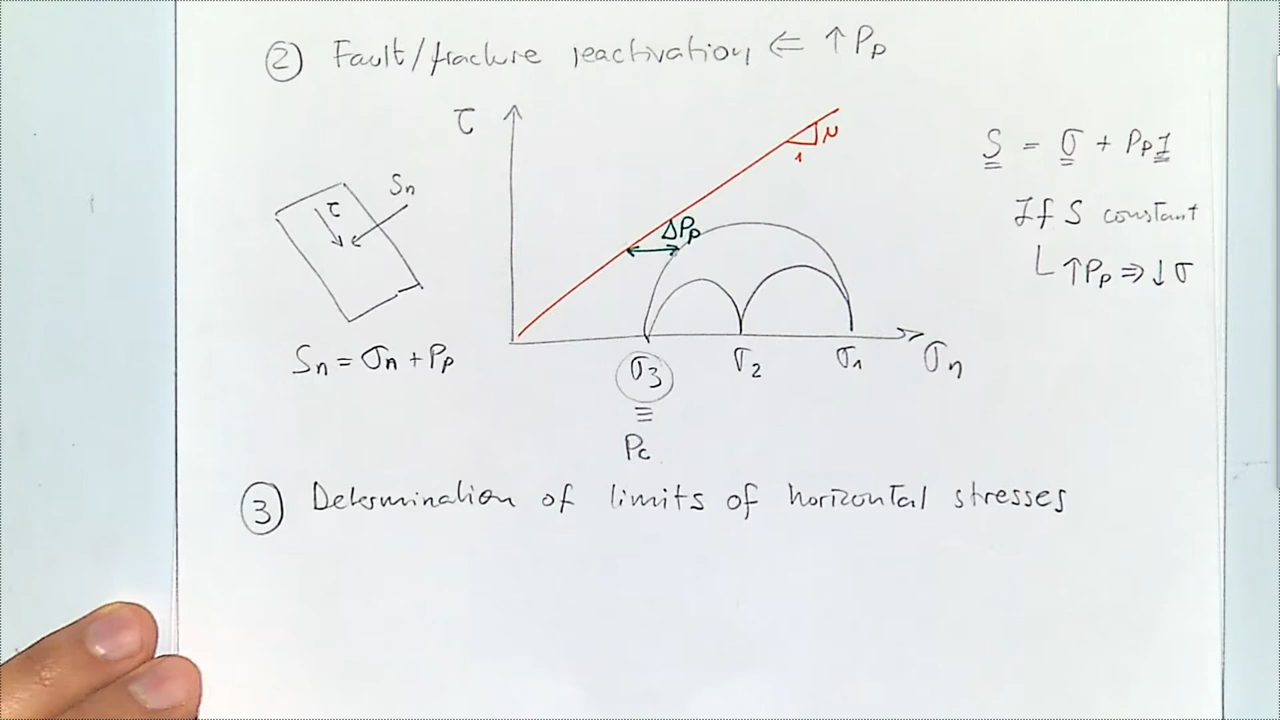 ② Fault/fracture reactivation ⇐ ↑ Pp
τ
μ
1
ΔPp
Sn
τ
Sn = σn + Pp
σ3
σ2
σ1
σn
≡
Pc
S = σ + Pp I
If S constant
↑Pp ⇒ ↓σ
③ Determination of limits of horizontal stresses